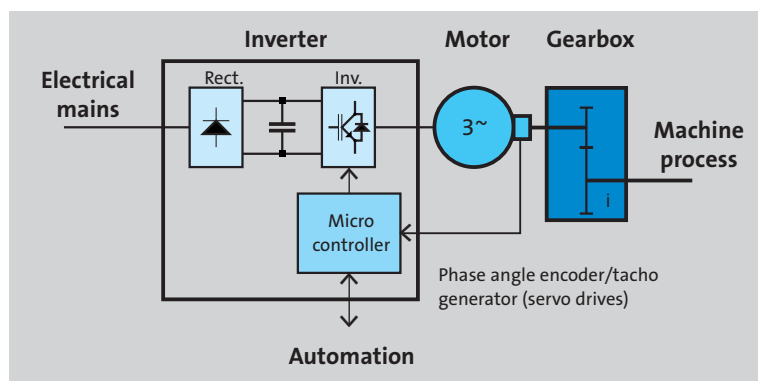 Inverter
Motor
Gearbox
Electrical
mains
Rect.
Inv.
3~
Machine
process
i
Micro
controller
Phase angle encoder/tacho
generator (servo drives)
Automation